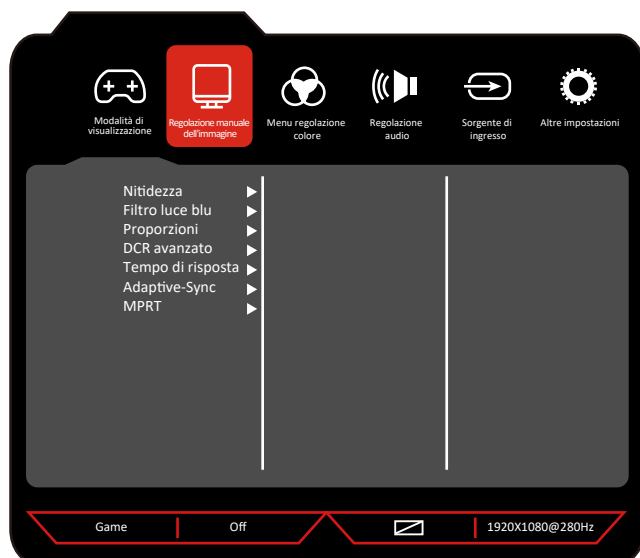 Modalità di
visualizzazione
Regolazione manuale
dell'immagine
Menu regolazione
colore
Regolazione
audio
Sorgente di
ingresso
Altre impostazioni
Nitidezza
Filtro luce blu
Proporzioni
DCR avanzato
Tempo di risposta
Adaptive-Sync
MPRT
Game
Off
1920X1080@280Hz